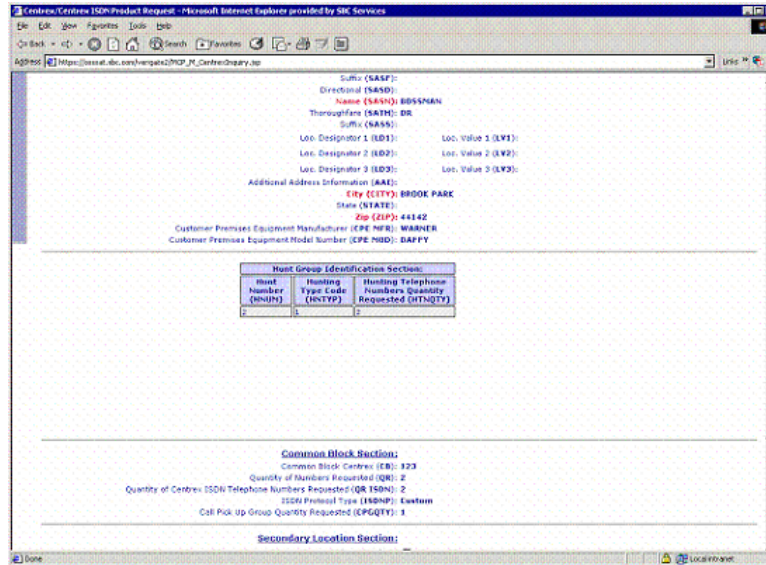 Centrex/Centrex ISDN Product Request - Microsoft Internet Explorer provided by SBC Services
File Edit View Favorites Tools Help
Back Search Favorites
Address Links
Suffix (SASF):
Directional (SASD):
Name (SASN): BOSSMAN
Thoroughfare (SATH): DR
Suffix (SASS):
Loc. Designator 1 (LD1): Loc. Value 1 (LV1):
Loc. Designator 2 (LD2): Loc. Value 2 (LV2):
Loc. Designator 3 (LD3): Loc. Value 3 (LV3):
Additional Address Information (AAI):
City (CITY): BROOK PARK
State (STATE):
Zip (ZIP): 44142
Customer Premises Equipment Manufacturer (CPE MFR): WARNER
Customer Premises Equipment Model Number (CPE MOD): DAFFY
Hunt Group Identification Section:
Hunt Number (HNUM) Hunting Type Code (HNTYP) Hunting Telephone Numbers Quantity Requested (HTNQTY)
2 1 2
Common Block Section:
Common Block Centrex (CB): 123
Quantity of Numbers Requested (QR): 2
Quantity of Centrex ISDN Telephone Numbers Requested (QR ISDN): 2
ISDN Protocol Type (ISDNP): Custom
Call Pick Up Group Quantity Requested (CPGQTY): 1
Secondary Location Section:
Done Local intranet